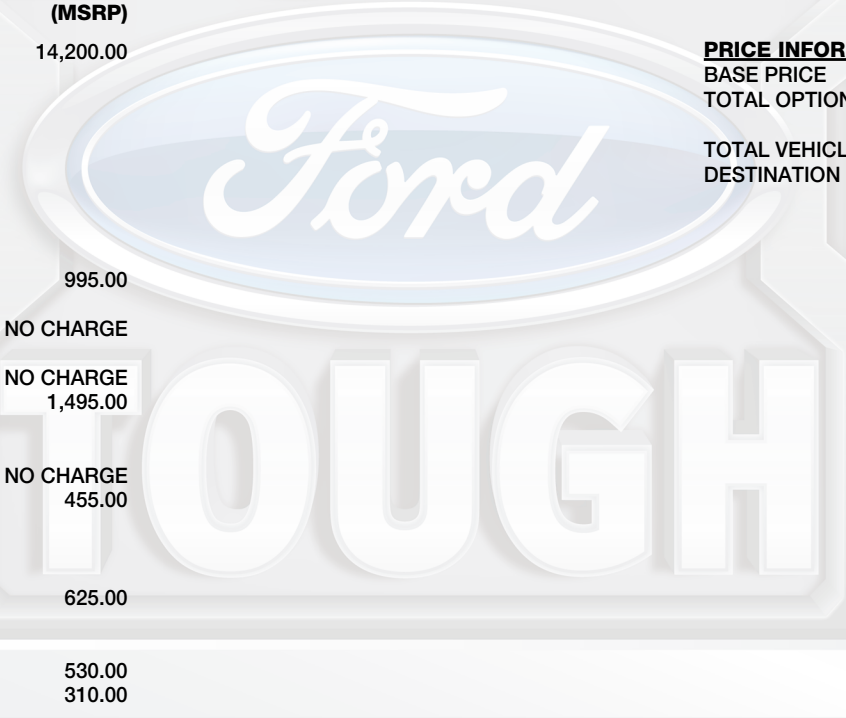 (MSRP)
14,200.00
995.00
NO CHARGE
NO CHARGE
1,495.00
NO CHARGE
455.00
625.00
530.00
310.00
PRICE INFOR
BASE PRICE
TOTAL OPTION
TOTAL VEHICL
DESTINATION
Ford
TOUGH